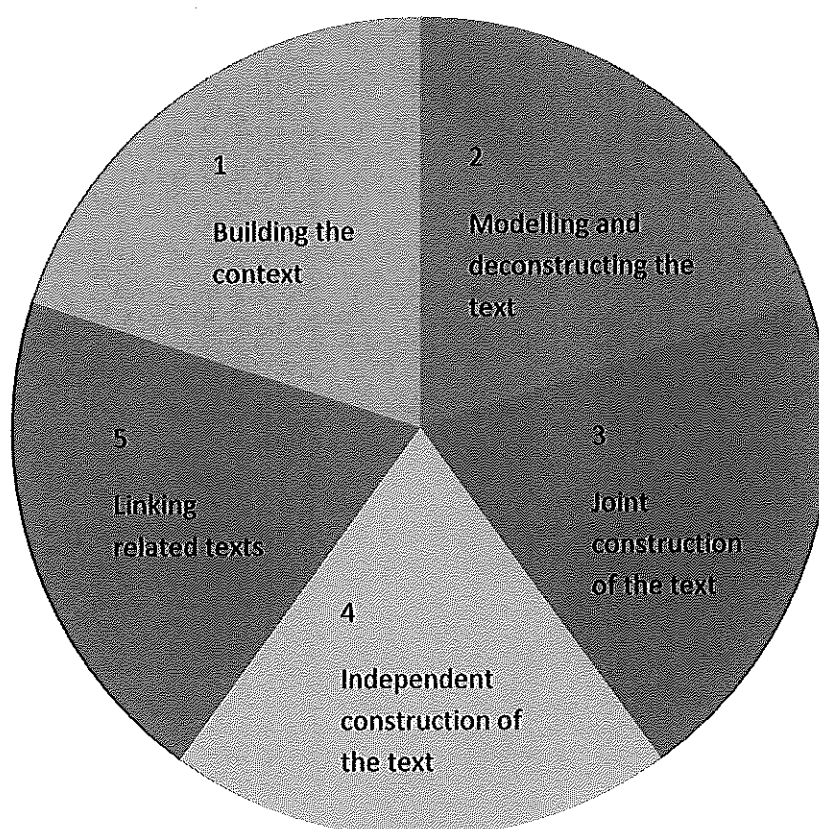 1
Building the
context
2
Modelling and
deconstructing the
text
3
Joint
construction
of the text
4
Independent
construction of
the text
5
Linking
related texts